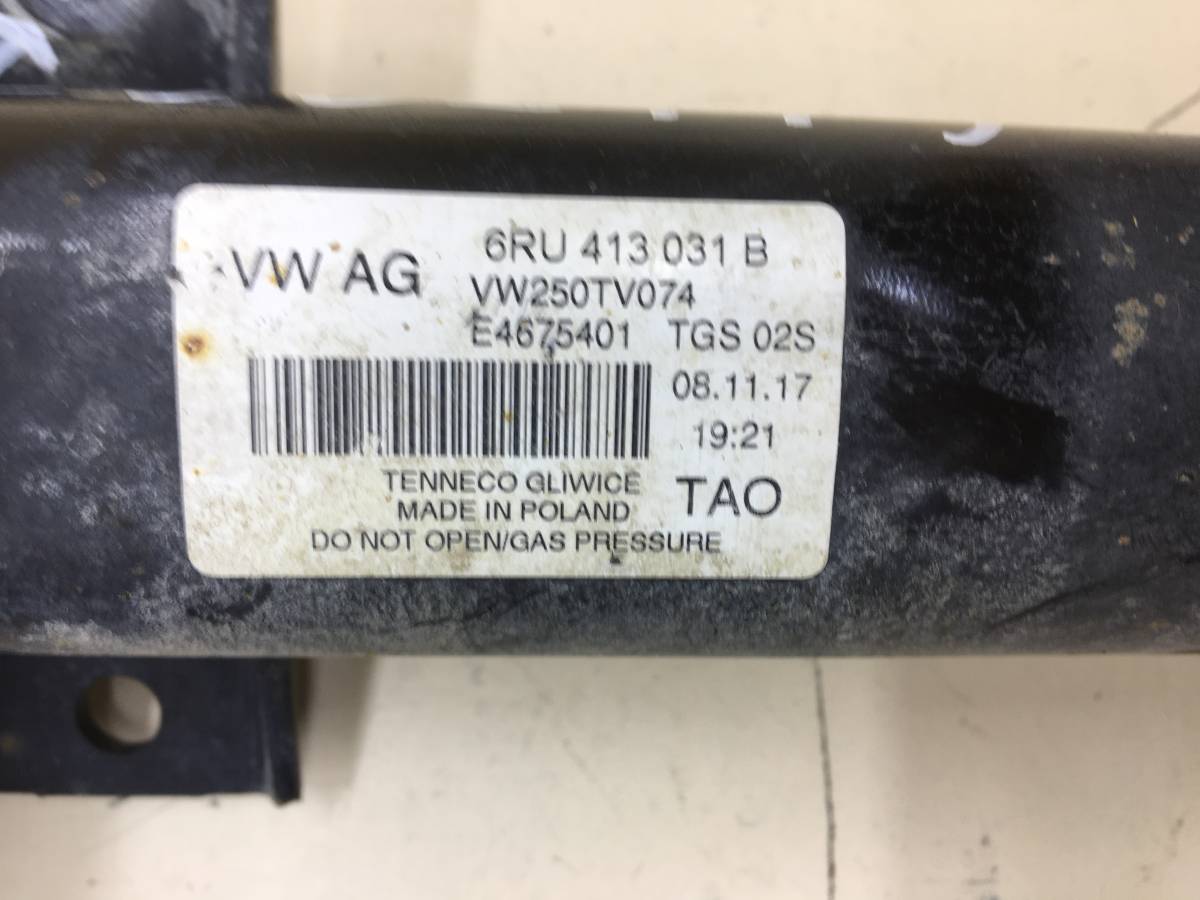 VW AG 6RU 413 031 B
VW250TV074
E4675401 TGS 02S
08.11.17
19:21
TENNECO GLIWICE
MADE IN POLAND TAO
DO NOT OPEN/GAS PRESSURE